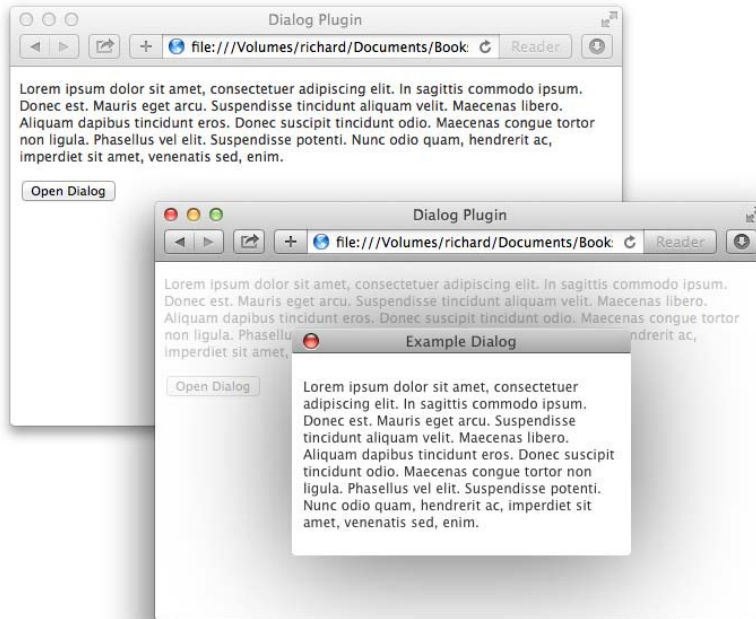 Dialog Plugin
file:///Volumes/richard/Documents/Book:
Reader
Lorem ipsum dolor sit amet, consectetuer adipiscing elit. In sagittis commodo ipsum.
Donec est. Mauris eget arcu. Suspendisse tincidunt aliquam velit. Maecenas libero.
Aliquam dapibus tincidunt eros. Donec suscipit tincidunt odio. Maecenas congue tortor
non ligula. Phasellus vel elit. Suspendisse potenti. Nunc odio quam, hendrerit ac,
imperdiet sit amet, venenatis sed, enim.
Open Dialog
Dialog Plugin
file:///Volumes/richard/Documents/Book:
Reader
Lorem ipsum dolor sit amet, consectetuer adipiscing elit. In sagittis commodo ipsum.
Donec est. Mauris eget arcu. Suspendisse tincidunt aliquam velit. Maecenas libero.
Aliquam dapibus tincidunt eros. Donec suscipit tincidunt odio. Maecenas congue tortor
non ligula. ndrerit ac,
imperdiet sit amet,
Open Dialog
Example Dialog
Lorem ipsum dolor sit amet, consectetuer
adipiscing elit. In sagittis commodo ipsum.
Donec est. Mauris eget arcu. Suspendisse
tincidunt aliquam velit. Maecenas libero.
Aliquam dapibus tincidunt eros. Donec suscipit
tincidunt odio. Maecenas congue tortor non
ligula. Phasellus vel elit. Suspendisse potenti.
Nunc odio quam, hendrerit ac, imperdiet sit
amet, venenatis sed, enim.